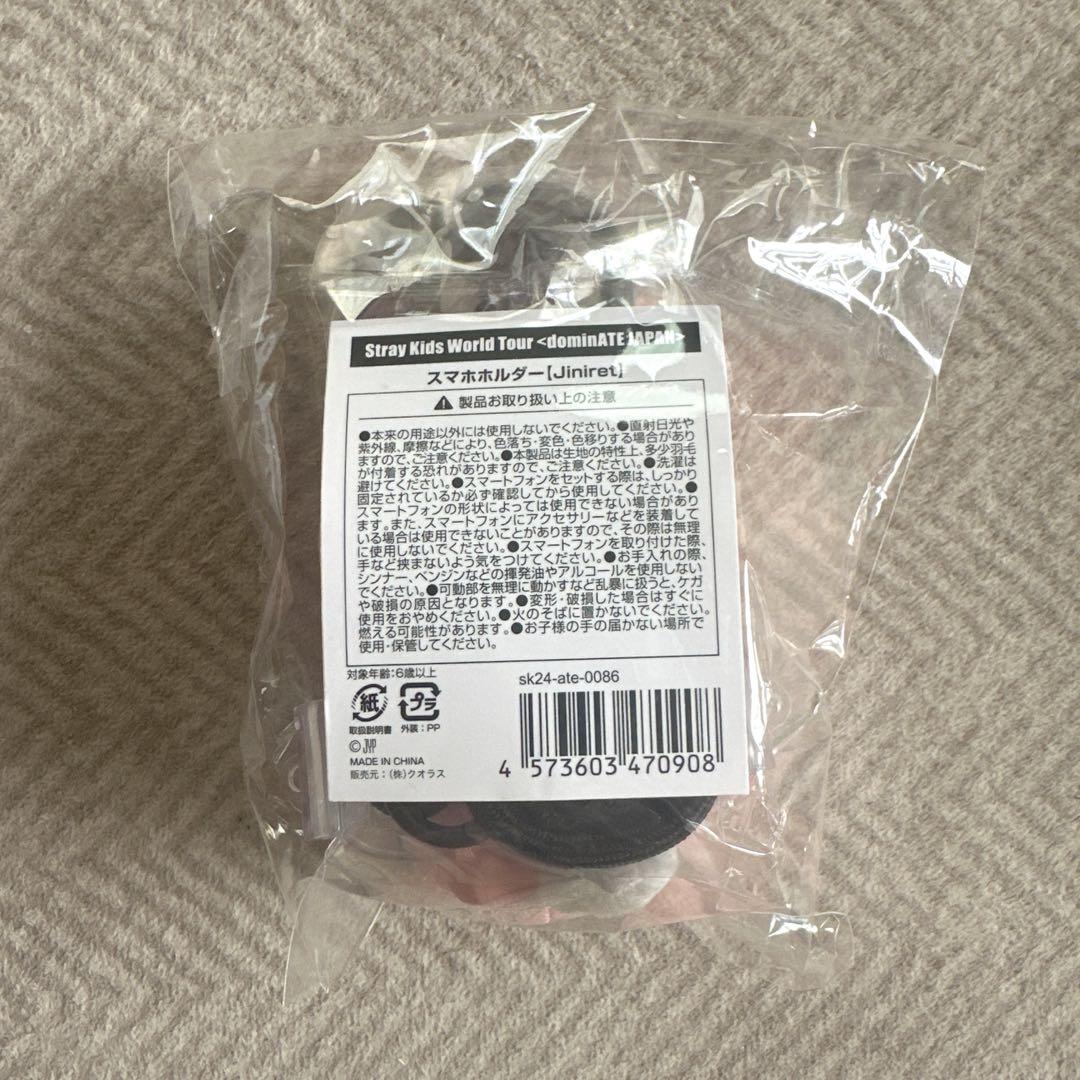 Stray Kids World Tour <dominATE JAPAN>
スマホホルダー【Jiniret】
⚠ 製品お取り扱い上の注意
●本来の用途以外には使用しないでください。●直射日光や
紫外線、摩擦などにより、色落ち・変色・色移りする場合があり
ますので、ご注意ください。●本製品は生地の特性上、多少羽毛
が付着する恐れがありますので、ご注意ください。●洗濯は
避けてください。●スマートフォンをセットする際は、しっかり
固定されているか必ず確認してから使用してください。●
スマートフォンの形状によっては使用できない場合があり
ます。また、スマートフォンにアクセサリーなどを装着して
いる場合は使用できないことがありますので、その際は無理
に使用しないでください。●スマートフォンを取り付けた際、
手など挟まないよう気をつけてください。●お手入れの際、
シンナー、ベンジンなどの揮発油やアルコールを使用しない
でください。●可動部を無理に動かすなど乱暴に扱うと、ケガ
や破損の原因となります。●変形・破損した場合はすぐに
使用をおやめください。●火のそばに置かないでください。
燃える可能性があります。●お子様の手の届かない場所で
使用・保管してください。
対象年齢:6歳以上
sk24-ate-0086
紙 プラ
取扱説明書 外装:PP
© JYP
MADE IN CHINA
販売元:(株)クオラス
4 573603 470908